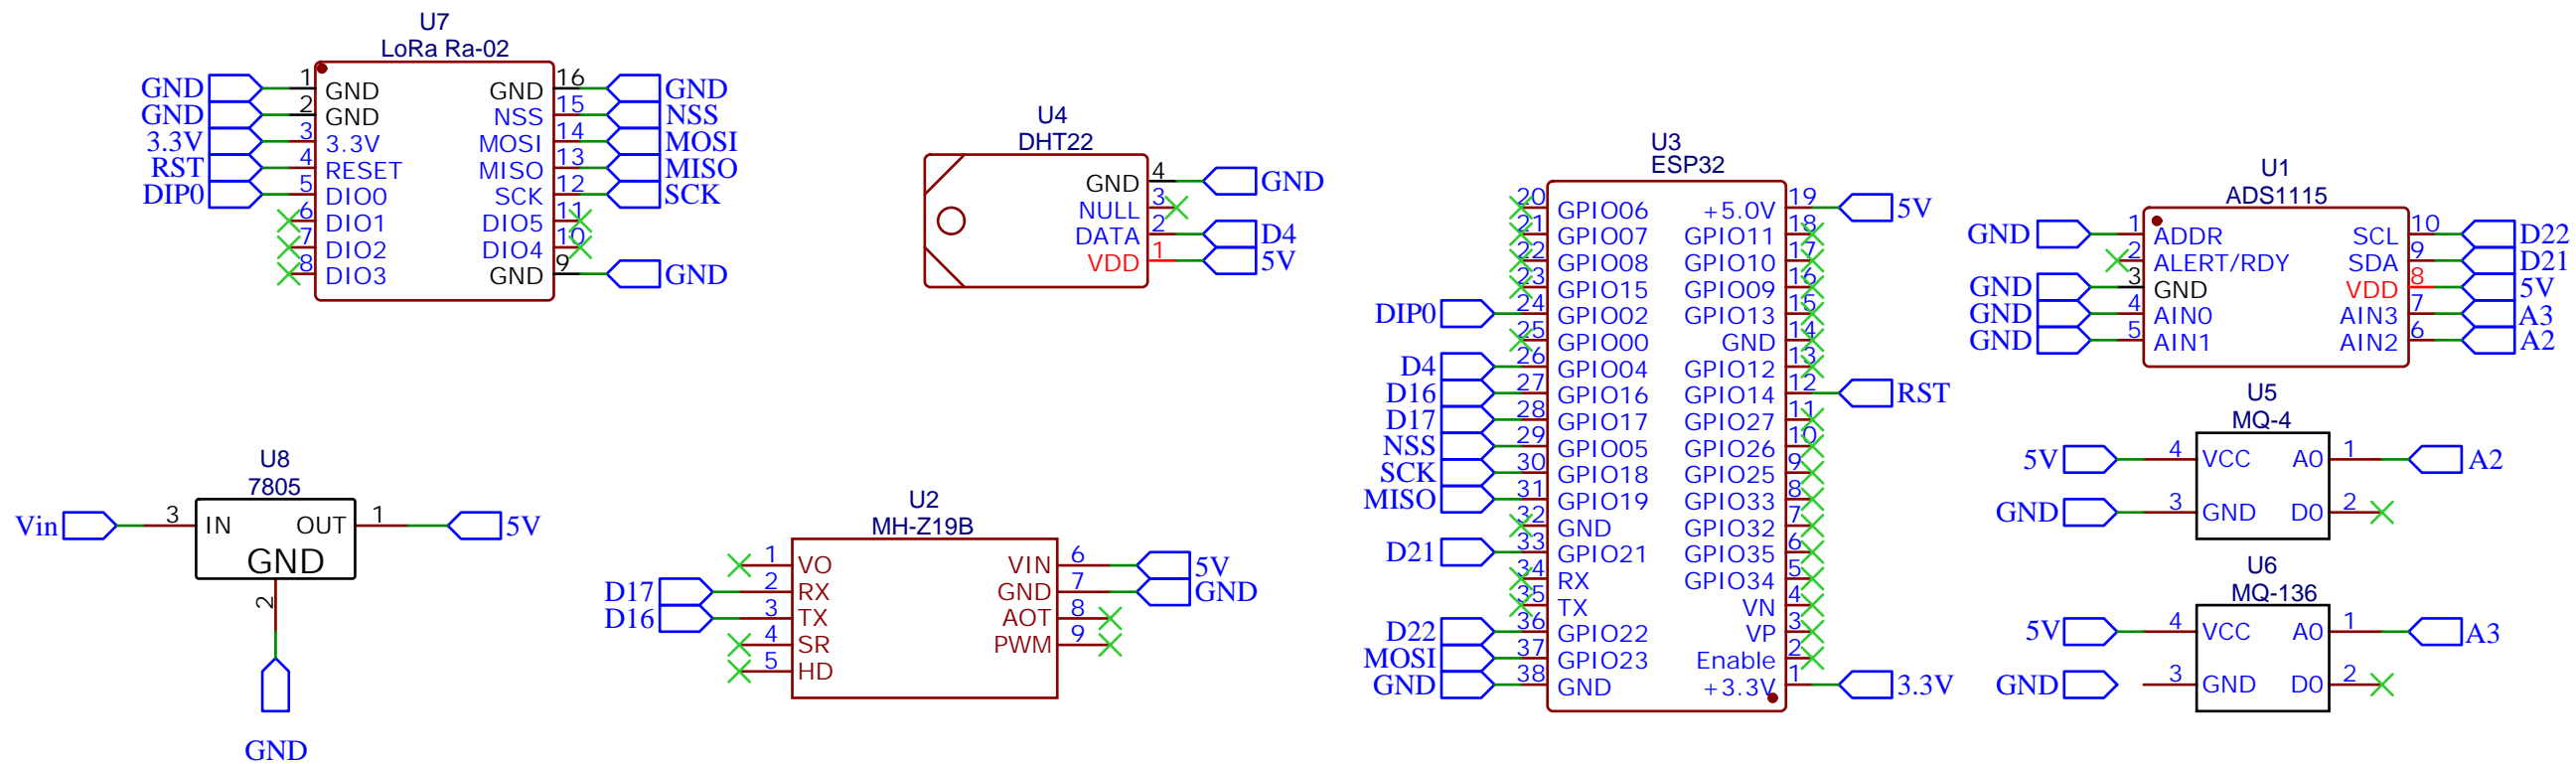 U7
LoRa Ra-02
GND 1 GND GND 16 GND
GND 2 GND NSS 15 NSS
3.3V 3 3.3V MOSI 14 MOSI
RST 4 RESET MISO 13 MISO
DIP0 5 DIO0 SCK 12 SCK
6 DIO1 DIO5 11
7 DIO2 DIO4 10
8 DIO3 GND 9 GND
U4
DHT22
GND 4 GND
NULL 3
DATA 2 D4
VDD 1 5V
U3
ESP32
20 GPIO06 +5.0V 19 5V
21 GPIO07 GPIO11 18
22 GPIO08 GPIO10 17
23 GPIO15 GPIO09 16
DIP0 24 GPIO02 GPIO13 15
25 GPIO00 GND 14
D4 26 GPIO04 GPIO12 13
D16 27 GPIO16 GPIO14 12 RST
D17 28 GPIO17 GPIO27 11
NSS 29 GPIO05 GPIO26 10
SCK 30 GPIO18 GPIO25 9
MISO 31 GPIO19 GPIO33 8
32 GND GPIO32 7
D21 33 GPIO21 GPIO35 6
34 RX GPIO34 5
35 TX VN 4
D22 36 GPIO22 VP 3
MOSI 37 GPIO23 Enable 2
GND 38 GND +3.3V 1 3.3V
U1
ADS1115
GND 1 ADDR SCL 10 D22
2 ALERT/RDY SDA 9 D21
GND 3 GND VDD 8 5V
GND 4 AIN0 AIN3 7 A3
GND 5 AIN1 AIN2 6 A2
U5
MQ-4
5V 4 VCC A0 1 A2
GND 3 GND D0 2
U6
MQ-136
5V 4 VCC A0 1 A3
GND 3 GND D0 2
U8
7805
Vin 3 IN OUT 1 5V
GND
2
GND
U2
MH-Z19B
1 VO VIN 6 5V
D17 2 RX GND 7 GND
D16 3 TX AOT 8
4 SR PWM 9
5 HD